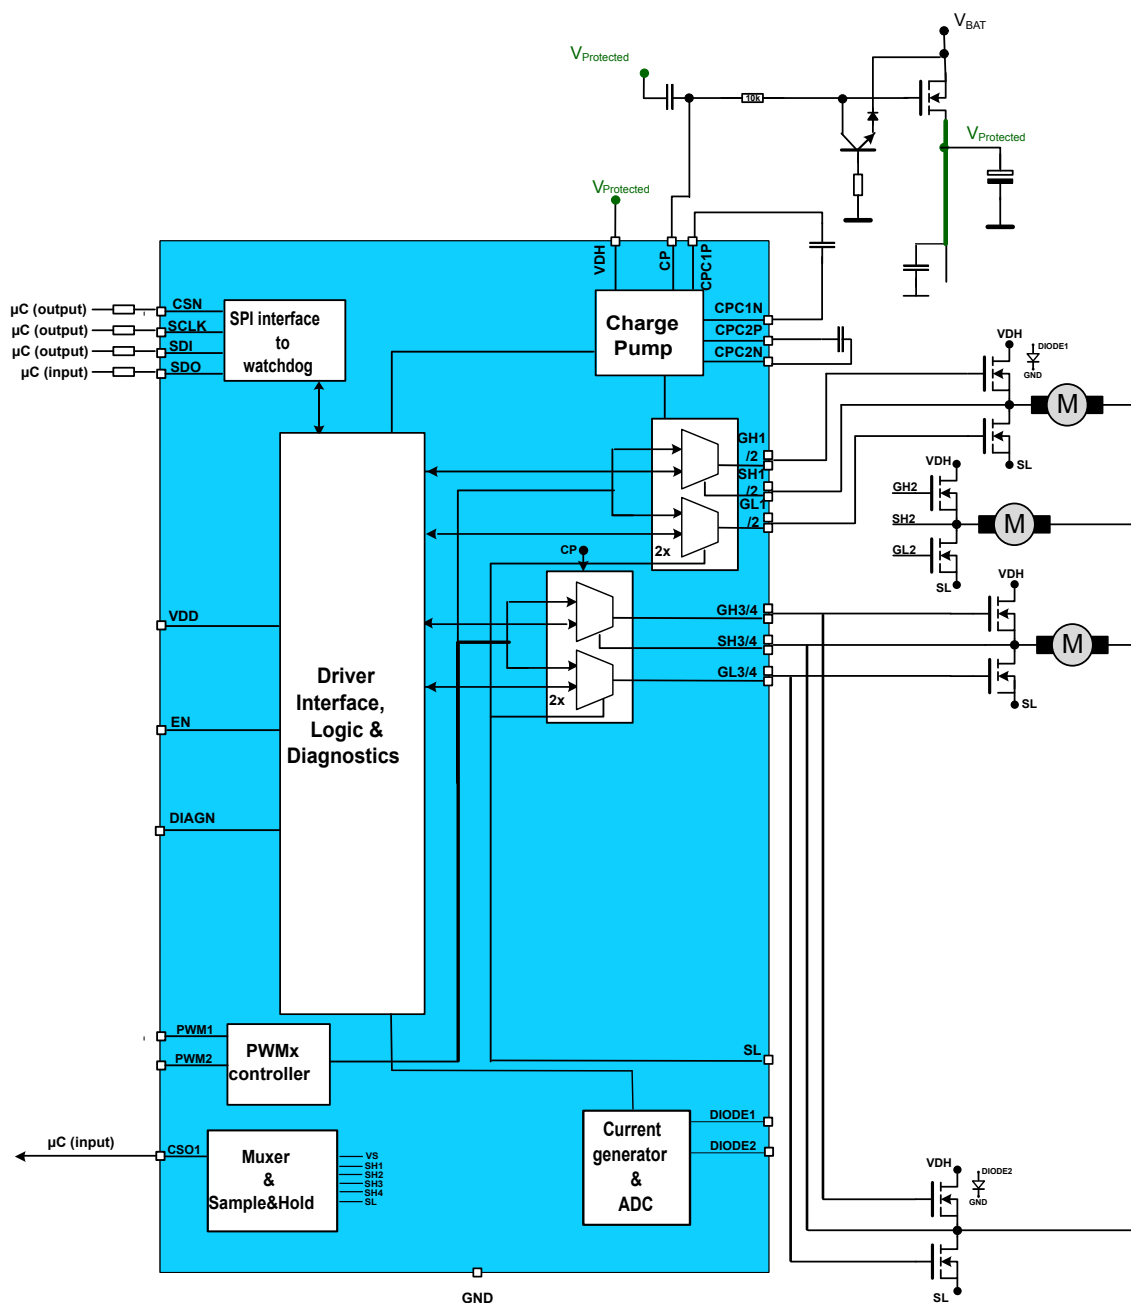 VBAT
VProtected
10k
VProtected
VProtected
VDH
CP
CPC1P
µC (output)
CSN
µC (output)
SCLK
µC (output)
SDI
µC (input)
SDO
SPI interface
to
watchdog
Charge
Pump
CPC1N
CPC2P
CPC2N
VDH
DIODE1
GND
M
SL
GH1
/2
SH1
/2
GL1
/2
2x
VDH
GH2
SH2
GL2
M
SL
CP
VDH
GH3/4
SH3/4
GL3/4
M
SL
2x
VDD
EN
DIAGN
Driver
Interface,
Logic &
Diagnostics
PWM1
PWM2
PWMx
controller
SL
DIODE1
DIODE2
Current
generator
&
ADC
µC (input)
CSO1
Muxer
&
Sample&Hold
VS
SH1
SH2
SH3
SH4
SL
VDH
DIODE2
GND
SL
GND